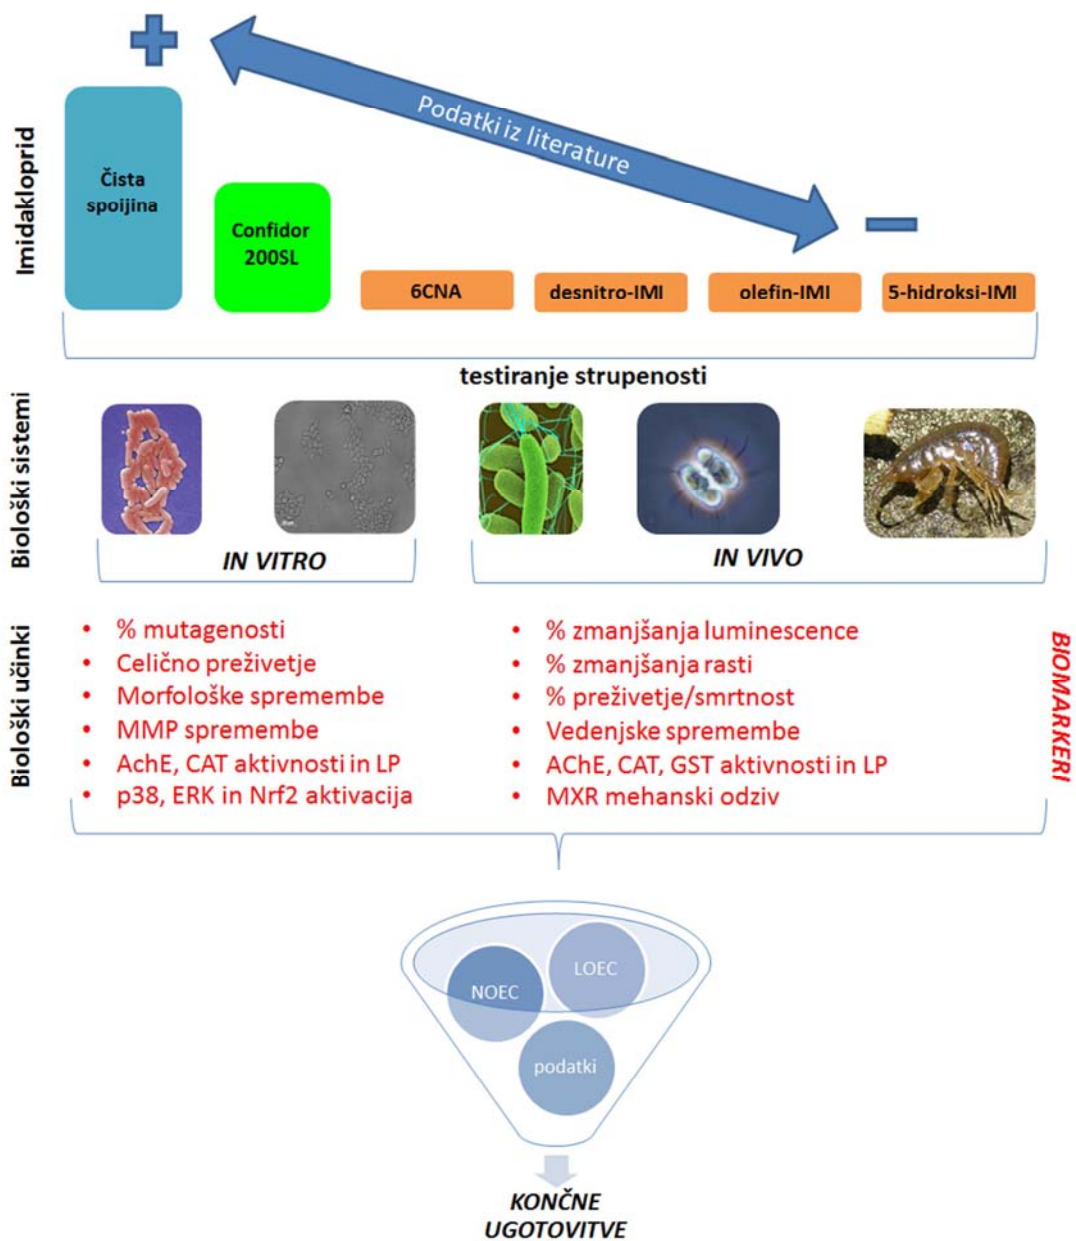 Podatki iz literature
Imidakloprid
Čista
spoijina
Confidor
200SL
6CNA
desnitro-IMI
olefin-IMI
5-hidroksi-IMI
testiranje strupenosti
Biološki sistemi
IN VITRO
IN VIVO
Biološki učinki
• % mutagenosti
• Celično preživetje
• Morfološke spremembe
• MMP spremembe
• AchE, CAT aktivnosti in LP
• p38, ERK in Nrf2 aktivacija
• % zmanjšanja luminescence
• % zmanjšanja rasti
• % preživetje/smrtnost
• Vedenjske spremembe
• AChE, CAT, GST aktivnosti in LP
• MXR mehanski odziv
BIOMARKERI
LOEC
NOEC
podatki
KONČNE
UGOTOVITVE